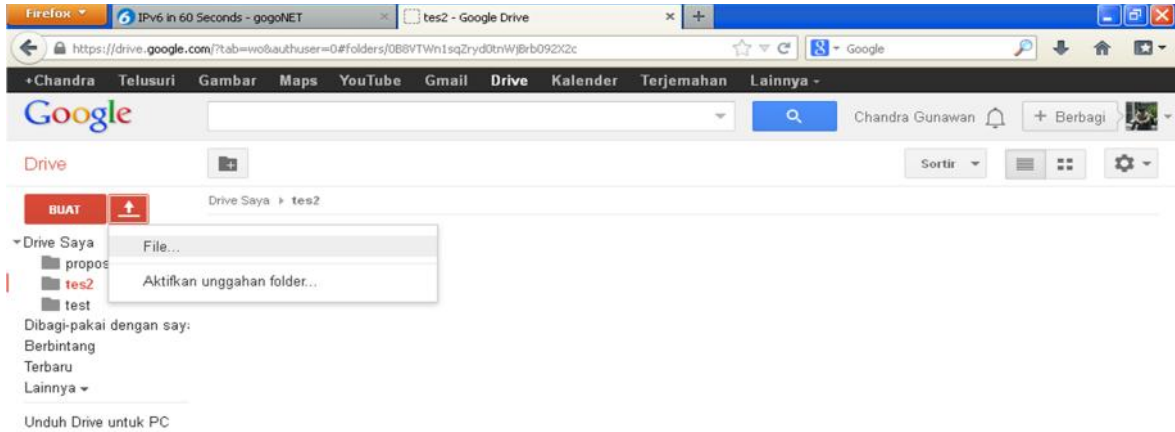 Firefox
IPv6 in 60 Seconds - gogoNET
tes2 - Google Drive
https://drive.google.com/?tab=wo&authuser=0#folders/0B8VTWn1sqZryd0tnWjBrb092X2c
Google
+Chandra Telusuri Gambar Maps YouTube Gmail Drive Kalender Terjemahan Lainnya
Google
Chandra Gunawan
+ Berbagi
Drive
Sortir
BUAT
Drive Saya tes2
File...
Aktifkan unggahan folder...
Drive Saya
propos
tes2
test
Dibagi-pakai dengan say
Berbintang
Terbaru
Lainnya
Unduh Drive untuk PC